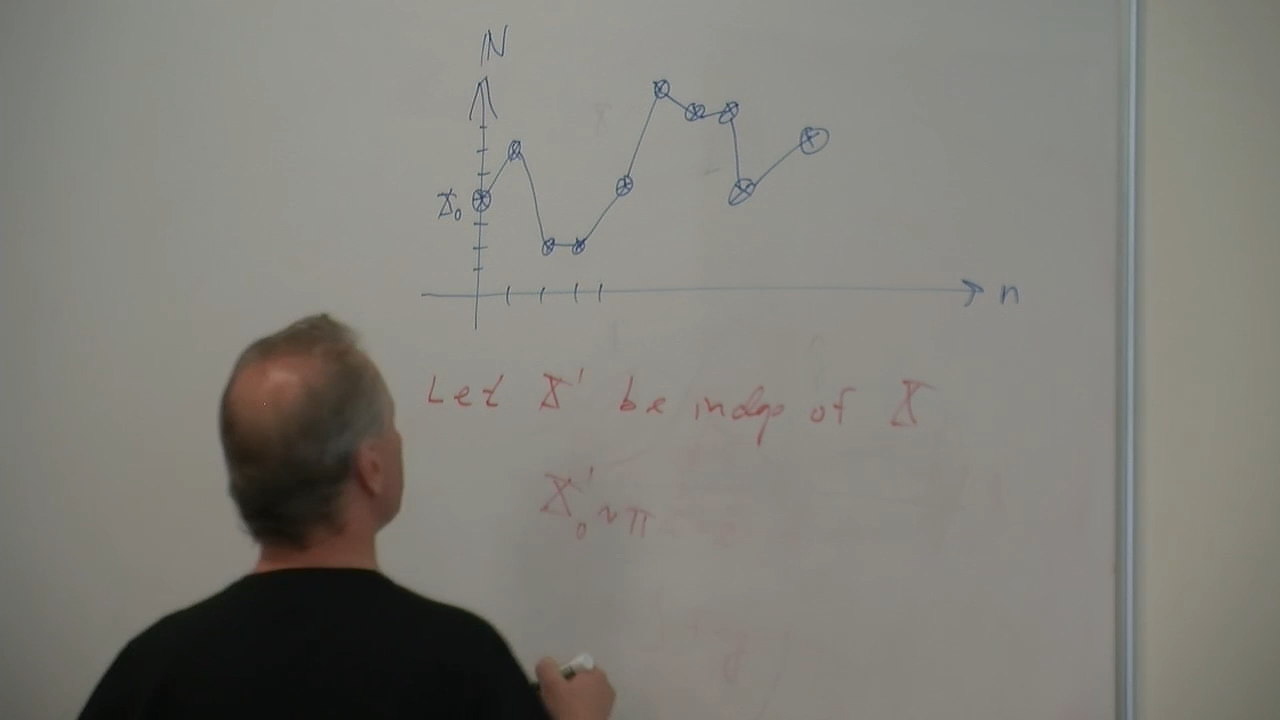 ℕ
X₀
n
Let X' be indep of X
X'₀ ~ π